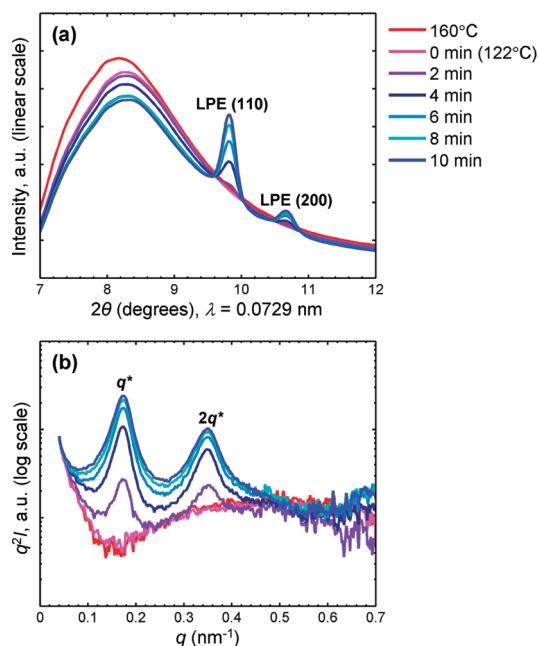 (a)
Intensity, a.u. (linear scale)
LPE (110)
LPE (200)
7 8 9 10 11 12
2θ (degrees), λ = 0.0729 nm
160°C
0 min (122°C)
2 min
4 min
6 min
8 min
10 min
(b)
q²I, a.u. (log scale)
q*
2q*
0 0.1 0.2 0.3 0.4 0.5 0.6 0.7
q (nm⁻¹)